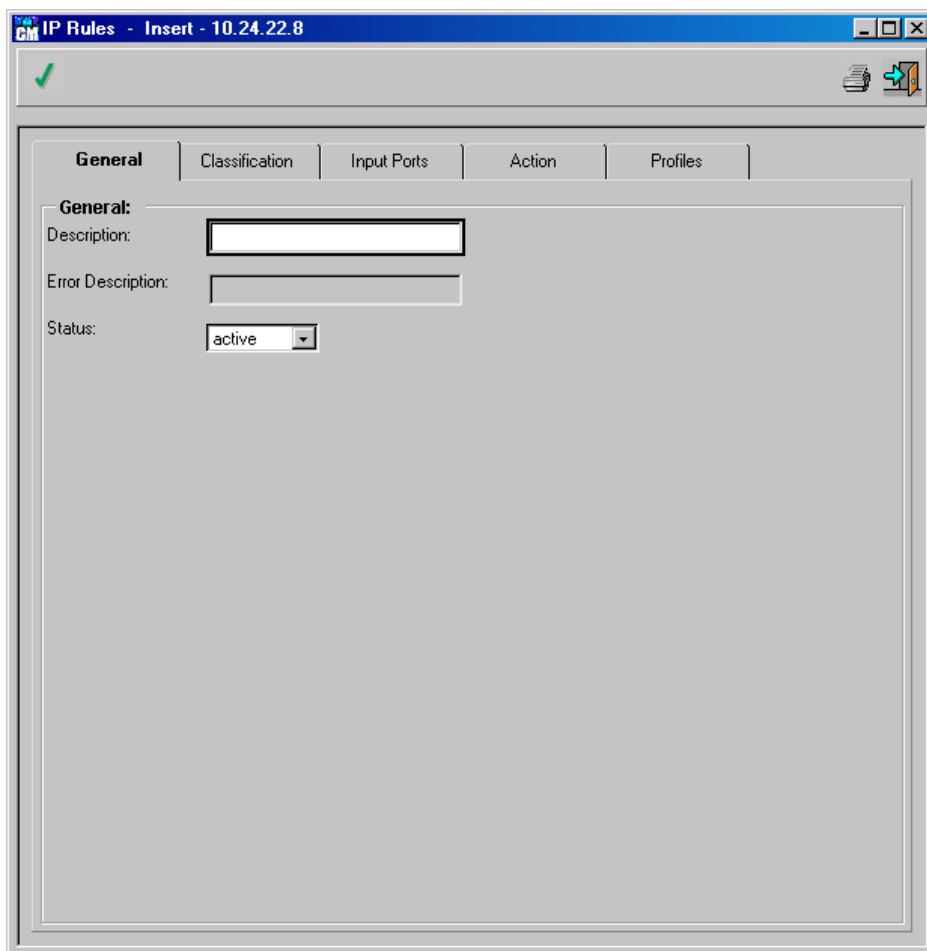 GM IP Rules - Insert - 10.24.22.8
General Classification Input Ports Action Profiles
General:
Description:
Error Description:
Status: active